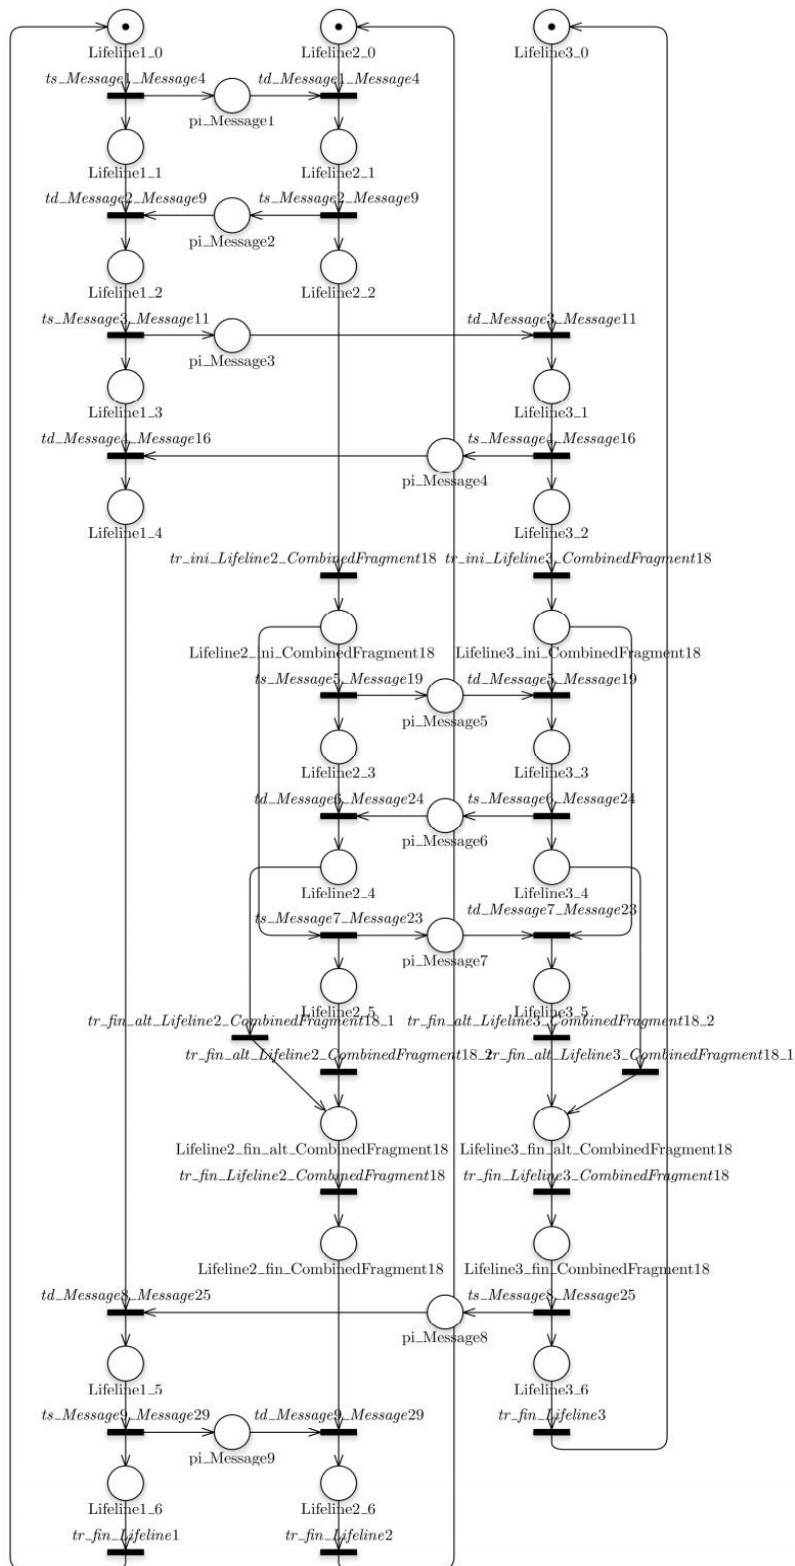 Lifeline1_0 Lifeline2_0 Lifeline3_0
ts_Message1_Message4 td_Message1_Message4
pi_Message1
Lifeline1_1 Lifeline2_1
td_Message2_Message9 ts_Message2_Message9
pi_Message2
Lifeline1_2 Lifeline2_2
ts_Message3_Message11 td_Message3_Message11
pi_Message3
Lifeline1_3 Lifeline3_1
td_Message4_Message16 ts_Message4_Message16
pi_Message4
Lifeline1_4 Lifeline3_2
tr_ini_Lifeline2_CombinedFragment18 tr_ini_Lifeline3_CombinedFragment18
Lifeline2_ini_CombinedFragment18 Lifeline3_ini_CombinedFragment18
ts_Message5_Message19 td_Message5_Message19
pi_Message5
Lifeline2_3 Lifeline3_3
td_Message6_Message24 ts_Message6_Message24
pi_Message6
Lifeline2_4 Lifeline3_4
ts_Message7_Message23 td_Message7_Message23
pi_Message7
Lifeline2_5 Lifeline3_5
tr_fin_alt_Lifeline2_CombinedFragment18_1 tr_fin_alt_Lifeline3_CombinedFragment18_2
tr_fin_alt_Lifeline2_CombinedFragment18_2 tr_fin_alt_Lifeline3_CombinedFragment18_1
Lifeline2_fin_alt_CombinedFragment18 Lifeline3_fin_alt_CombinedFragment18
tr_fin_Lifeline2_CombinedFragment18 tr_fin_Lifeline3_CombinedFragment18
Lifeline2_fin_CombinedFragment18 Lifeline3_fin_CombinedFragment18
td_Message8_Message25 ts_Message8_Message25
pi_Message8
Lifeline1_5 Lifeline3_6
ts_Message9_Message29 td_Message9_Message29 tr_fin_Lifeline3
pi_Message9
Lifeline1_6 Lifeline2_6
tr_fin_Lifeline1 tr_fin_Lifeline2